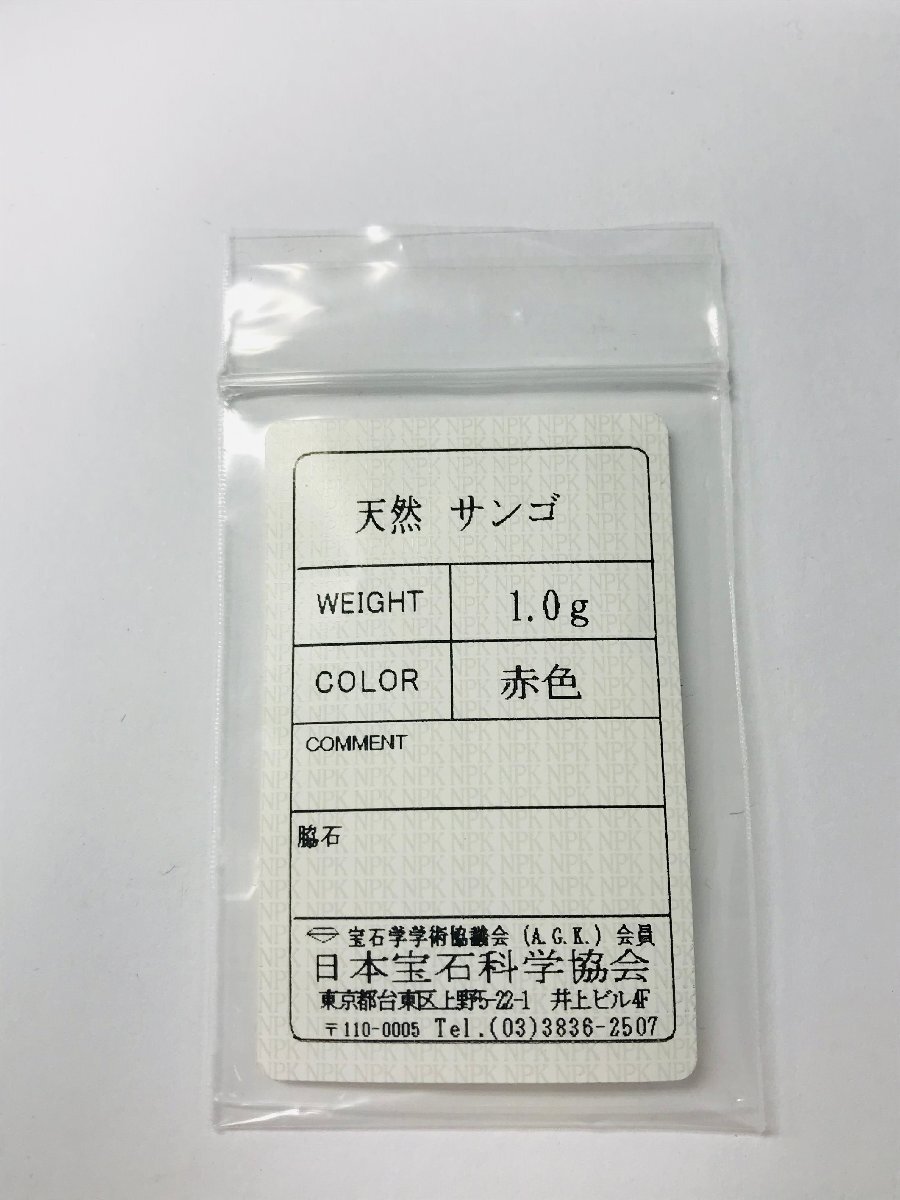 天然 サンゴ
WEIGHT 1.0g
COLOR 赤色
COMMENT
脇石
宝石学学術協議会 (A.G.K.) 会員
日本宝石科学協会
東京都台東区上野5-22-1 井上ビル4F
〒110-0005 Tel.(03)3836-2507